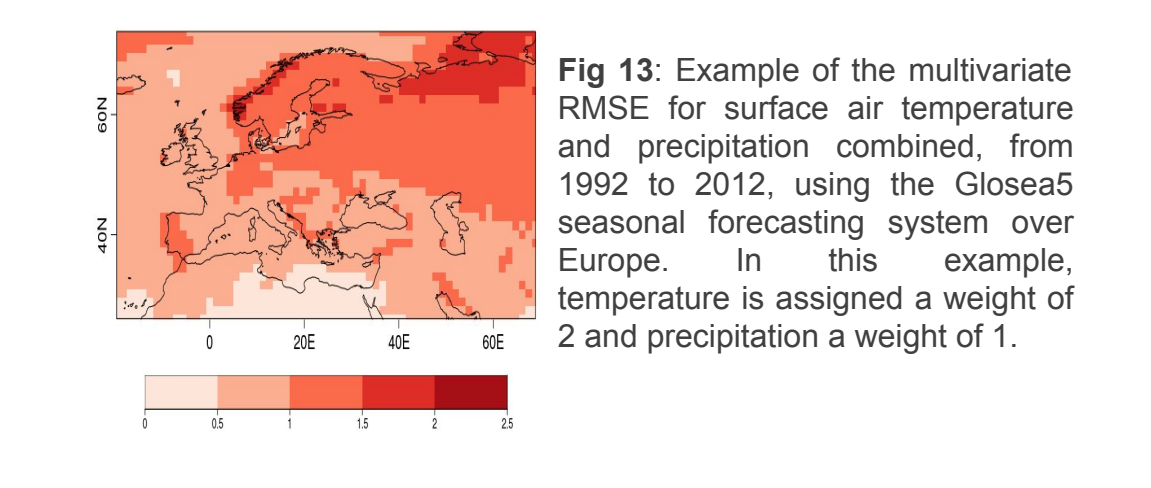 Fig 13: Example of the multivariate
RMSE for surface air temperature
and precipitation combined, from
1992 to 2012, using the Glosea5
seasonal forecasting system over
Europe. In this example,
temperature is assigned a weight of
2 and precipitation a weight of 1.
60N
40N
0 20E 40E 60E
0 0.5 1 1.5 2 2.5